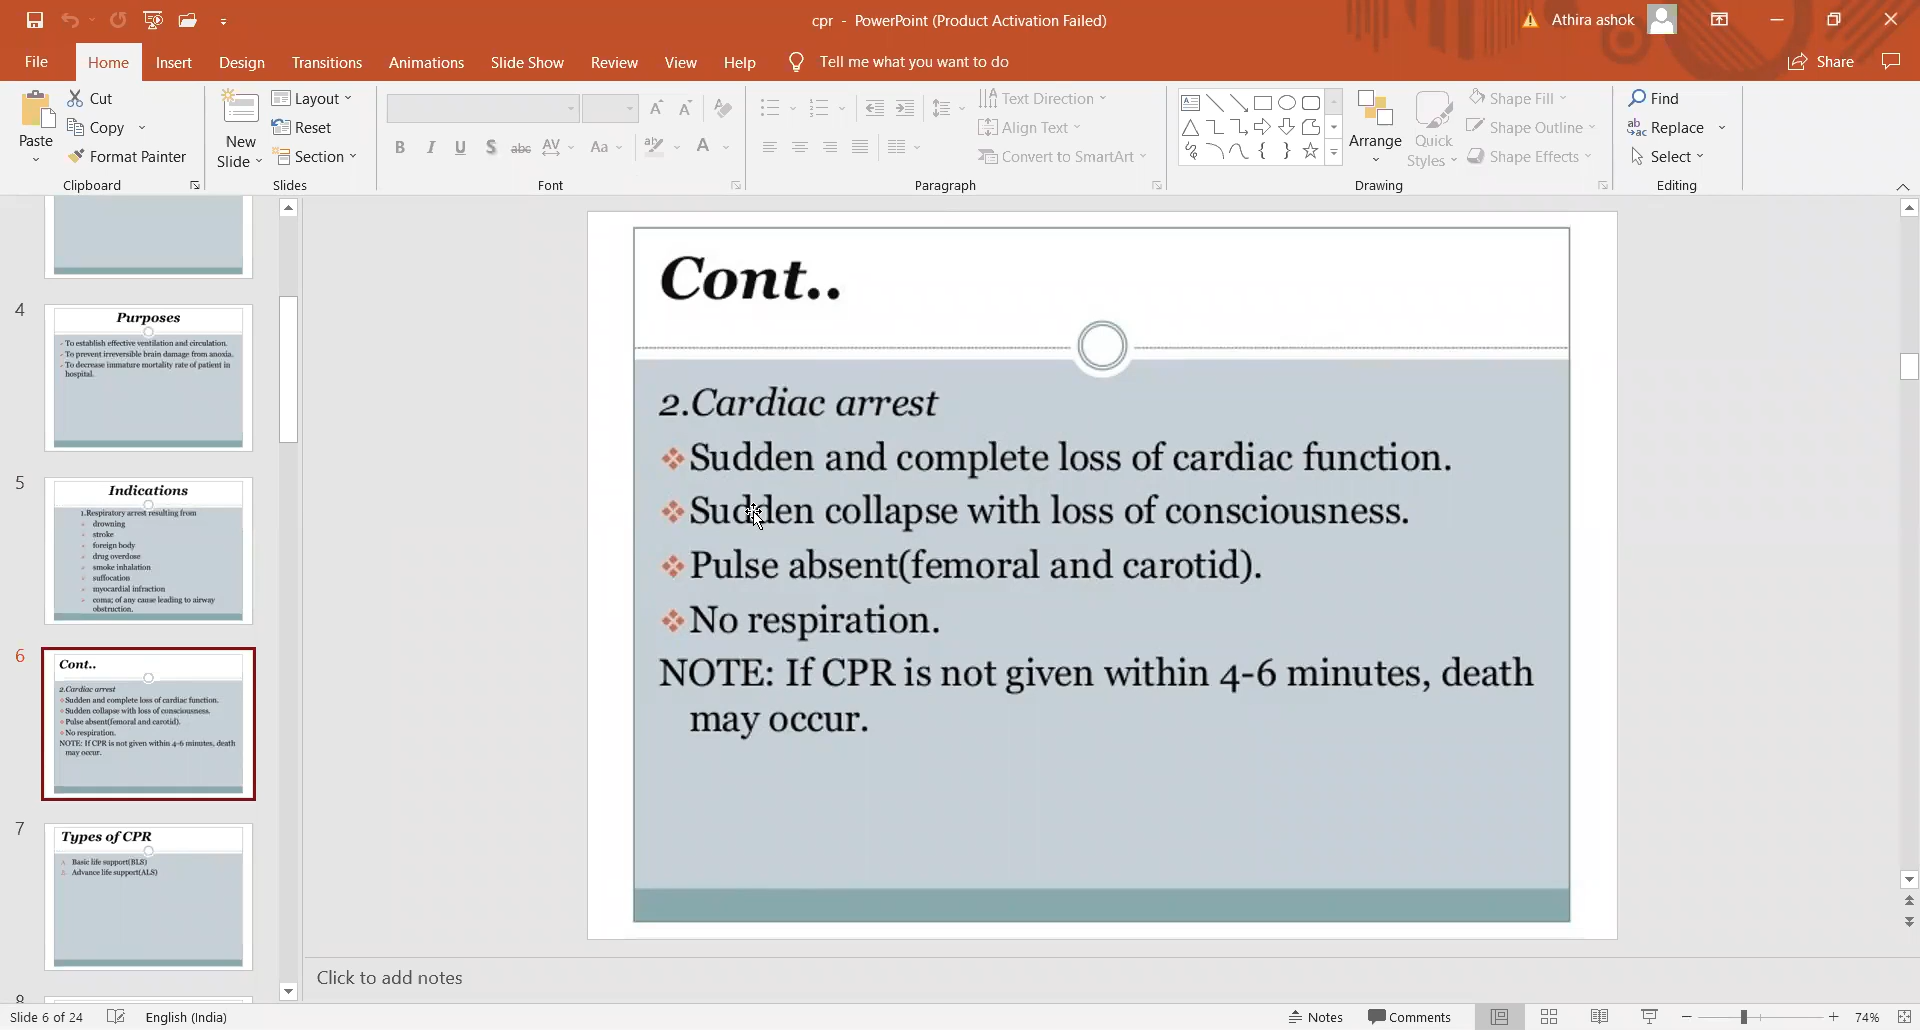 cpr - PowerPoint (Product Activation Failed)
Athira ashok
File Home Insert Design Transitions Animations Slide Show Review View Help Tell me what you want to do Share
Paste
Cut
Copy
Format Painter
Clipboard
New Slide
Layout
Reset
Section
Slides
B I U S abc AV Aa A
Font
Text Direction
Align Text
Convert to SmartArt
Paragraph
Arrange
Quick Styles
Shape Fill
Shape Outline
Shape Effects
Drawing
Find
Replace
Select
Editing
4
Purposes
To establish effective ventilation and circulation.
To prevent irreversible brain damage from anoxia.
To decrease immature mortality rate of patient in
hospital.
5
Indications
1.Respiratory arrest resulting from
drowning
stroke
foreign body
drug overdose
smoke inhalation
suffocation
myocardial infraction
coma; of any cause leading to airway
obstruction.
6
Cont..
2.Cardiac arrest
Sudden and complete loss of cardiac function.
Sudden collapse with loss of consciousness.
Pulse absent(femoral and carotid).
No respiration.
NOTE: If CPR is not given within 4-6 minutes, death
may occur.
7
Types of CPR
A. Basic life support(BLS)
Advance life support(ALS)
8
Cont..
2.Cardiac arrest
Sudden and complete loss of cardiac function.
Sudden collapse with loss of consciousness.
Pulse absent(femoral and carotid).
No respiration.
NOTE: If CPR is not given within 4-6 minutes, death
may occur.
Click to add notes
Slide 6 of 24 English (India) Notes Comments 74%